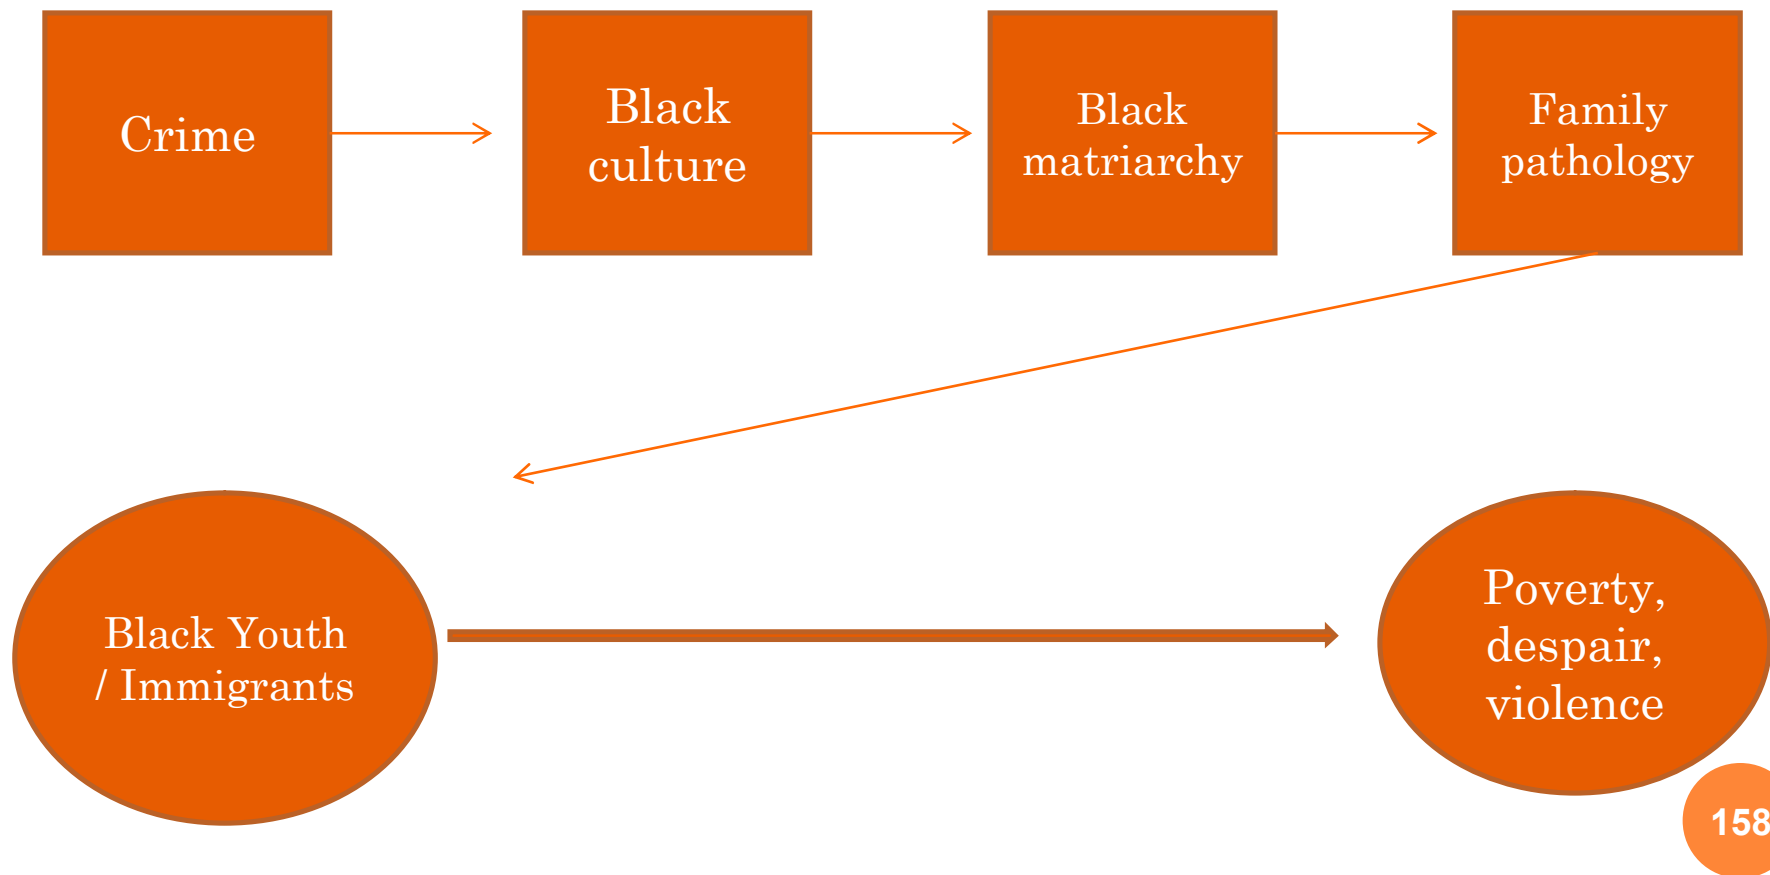 Crime
Black
culture
Black
matriarchy
Family
pathology
Black Youth
/ Immigrants
Poverty,
despair,
violence
158